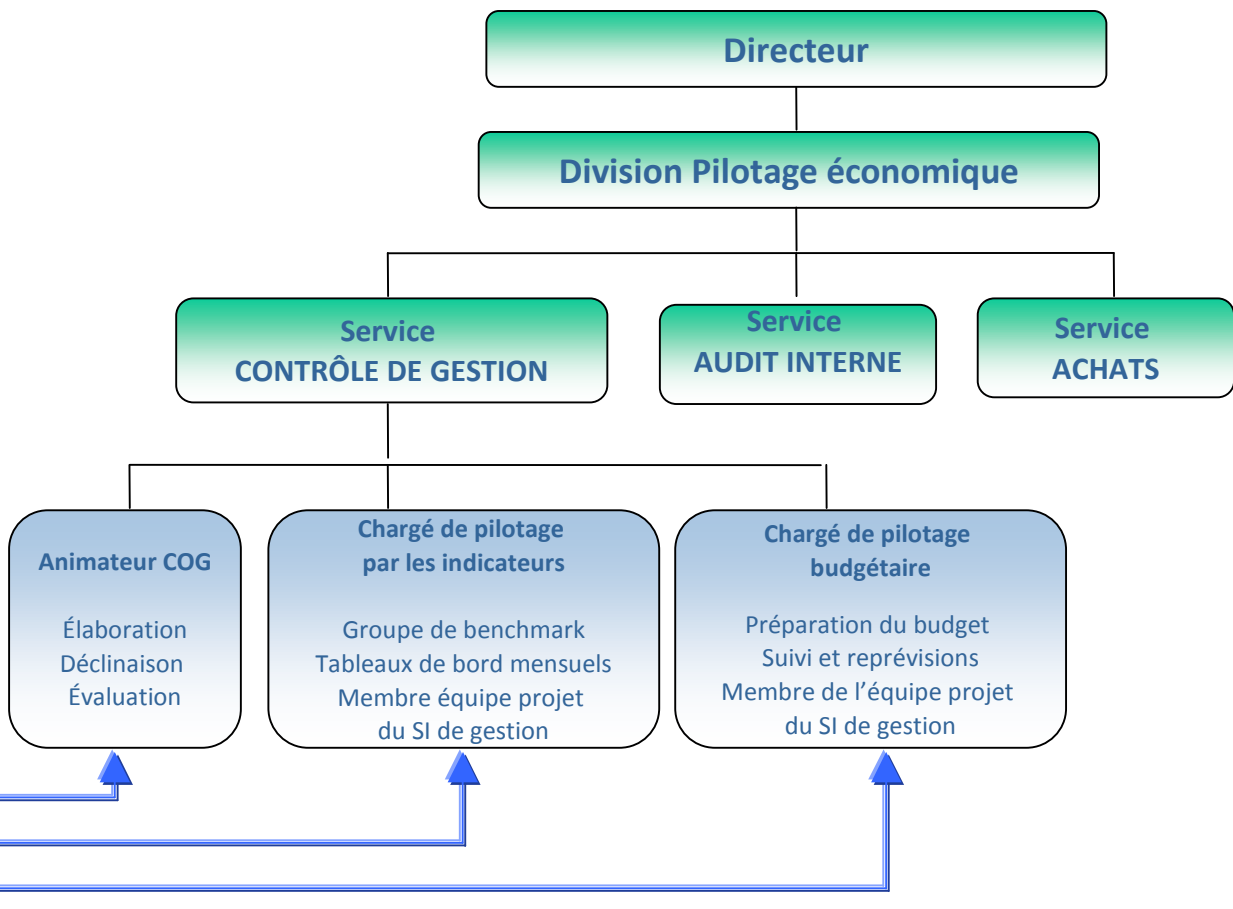 Directeur
Division Pilotage économique
Service
CONTRÔLE DE GESTION
Service
AUDIT INTERNE
Service
ACHATS
Animateur COG
Élaboration
Déclinaison
Évaluation
Chargé de pilotage
par les indicateurs
Groupe de benchmark
Tableaux de bord mensuels
Membre équipe projet
du SI de gestion
Chargé de pilotage
budgétaire
Préparation du budget
Suivi et reprévisions
Membre de l’équipe projet
du SI de gestion